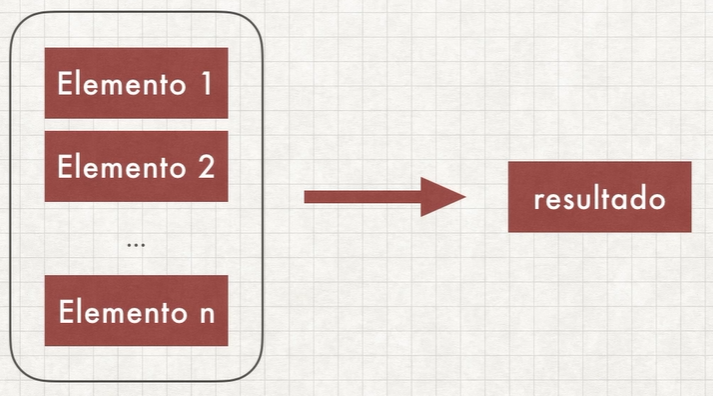 Elemento 1
Elemento 2
...
Elemento n
resultado